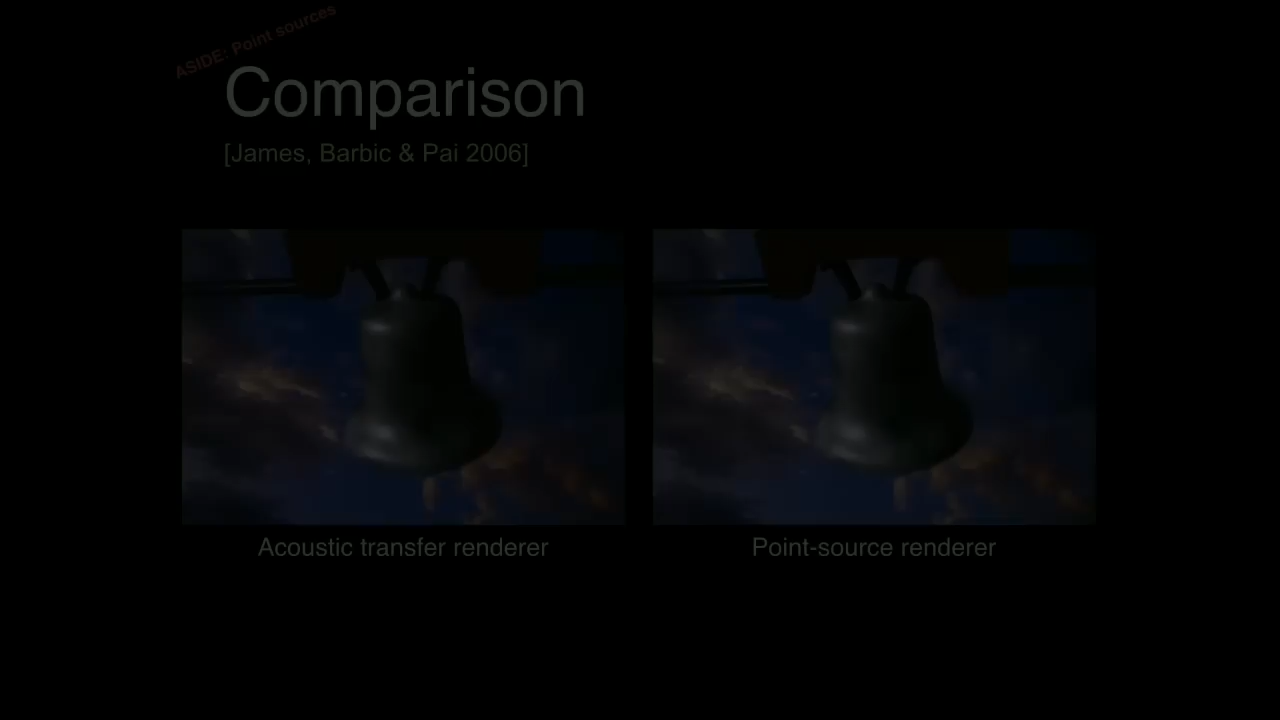 ASIDE: Point sources
Comparison
[James, Barbic & Pai 2006]
Acoustic transfer renderer
Point-source renderer